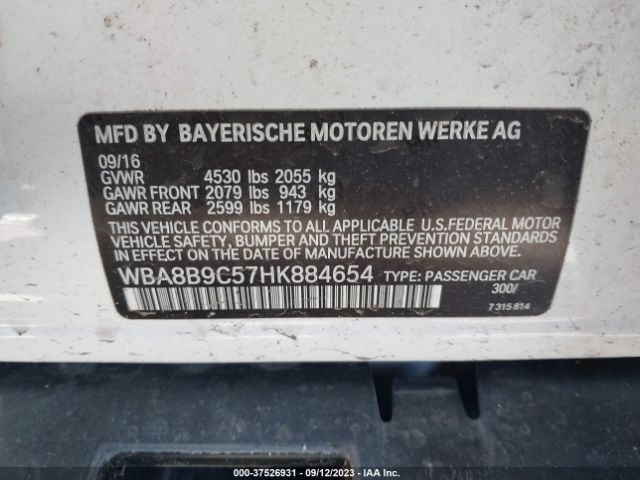 MFD BY BAYERISCHE MOTOREN WERKE AG
09/16
GVWR 4530 lbs 2055 kg
GAWR FRONT 2079 lbs 943 kg
GAWR REAR 2599 lbs 1179 kg
THIS VEHICLE CONFORMS TO ALL APPLICABLE U.S.FEDERAL MOTOR
VEHICLE SAFETY, BUMPER AND THEFT PREVENTION STANDARDS
IN EFFECT ON THE DATE OF MANUFACTURE SHOWN ABOVE.
WBA8B9C57HK884654 TYPE: PASSENGER CAR
300/
7 315 814
000-37526931 - 09/12/2023 - IAA Inc.